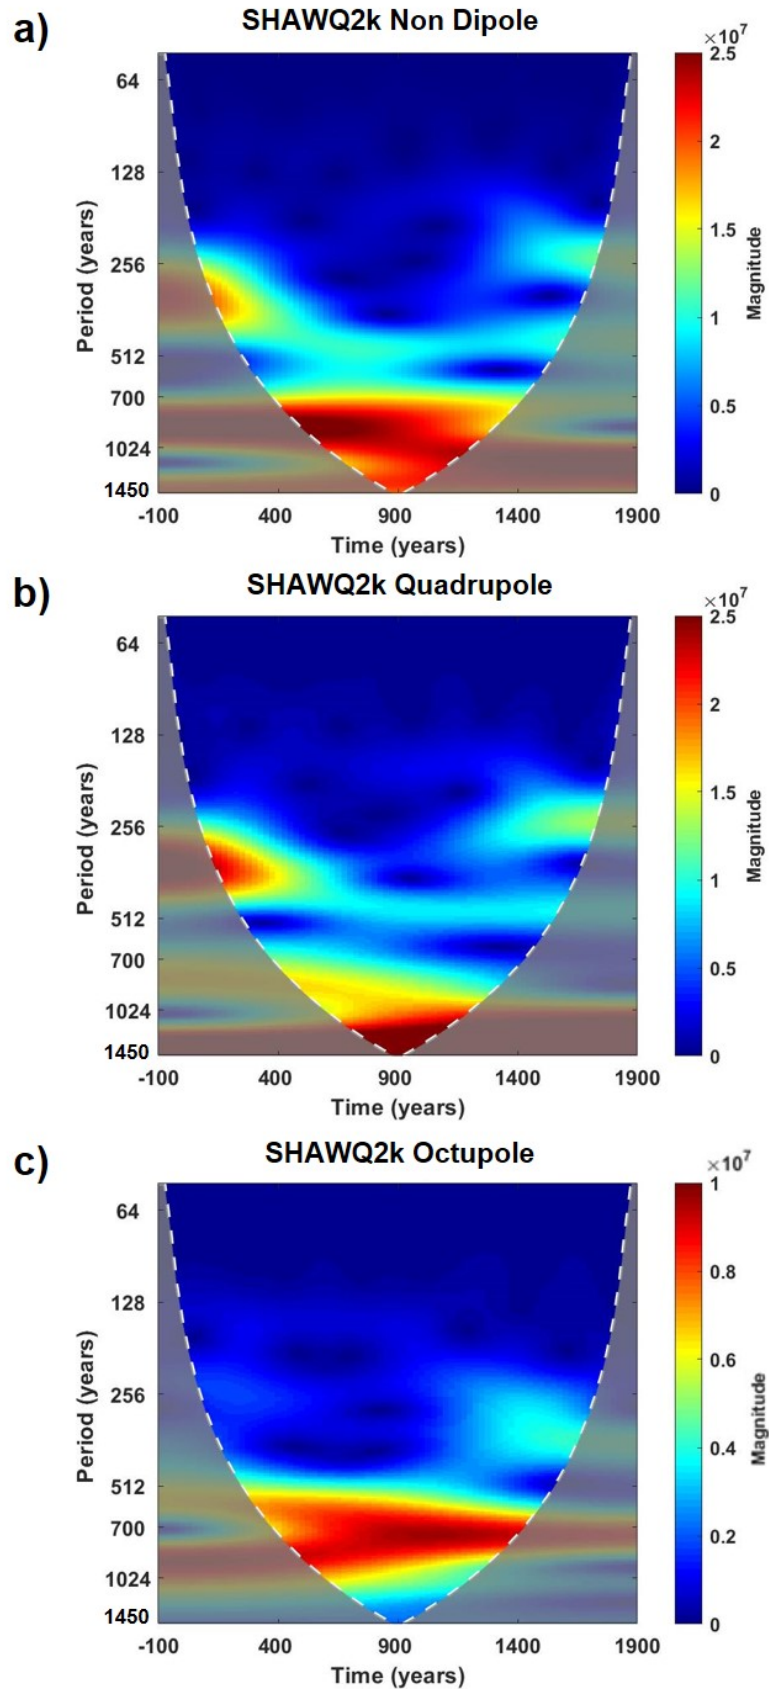 a)
SHAWQ2k Non Dipole
×10^7
64
128
256
512
700
1024
1450
Period (years)
-100 400 900 1400 1900
Time (years)
2.5
2
1.5
1
0.5
0
Magnitude
b)
SHAWQ2k Quadrupole
×10^7
64
128
256
512
700
1024
1450
Period (years)
-100 400 900 1400 1900
Time (years)
2.5
2
1.5
1
0.5
0
Magnitude
c)
SHAWQ2k Octupole
×10^7
64
128
256
512
700
1024
1450
Period (years)
-100 400 900 1400 1900
Time (years)
1
0.8
0.6
0.4
0.2
0
Magnitude